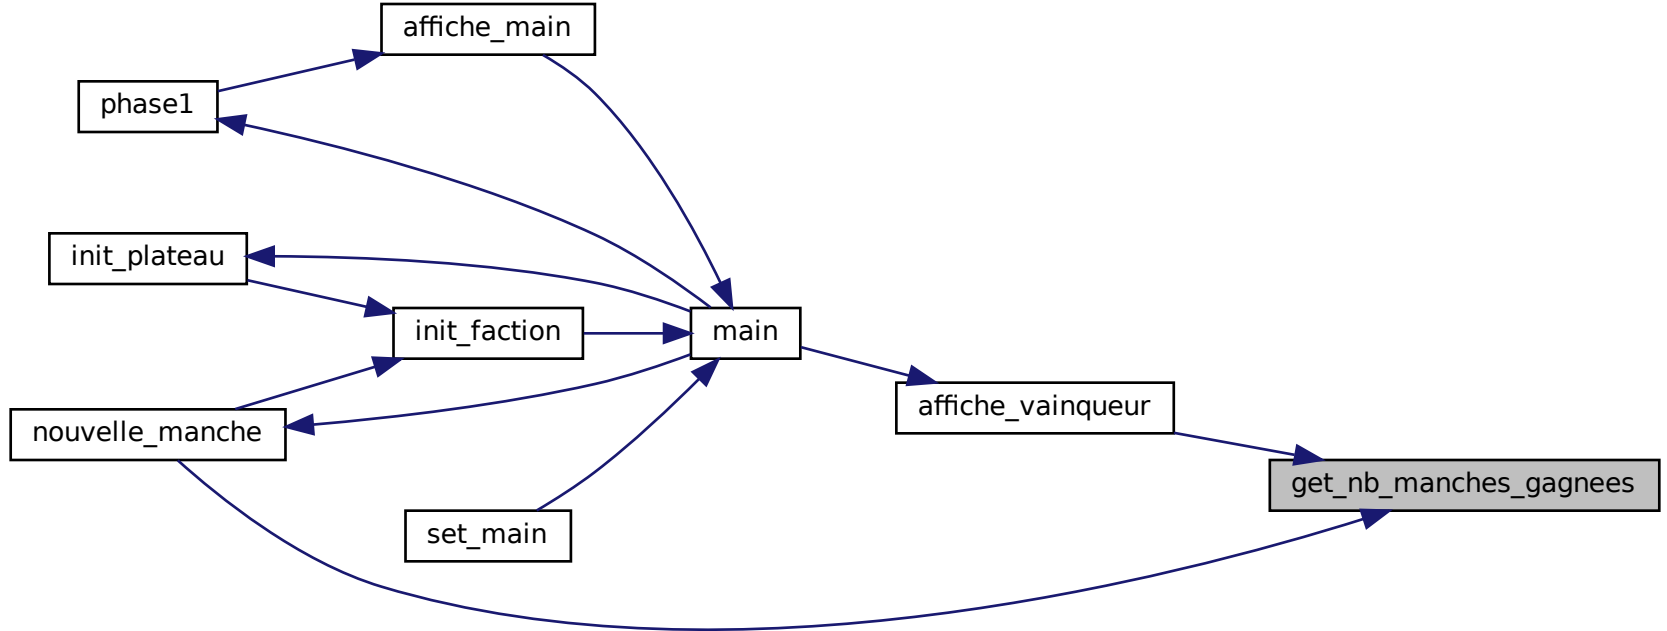 affiche_main
phase1
init_plateau
init_faction
main
nouvelle_manche
affiche_vainqueur
get_nb_manches_gagnees
set_main